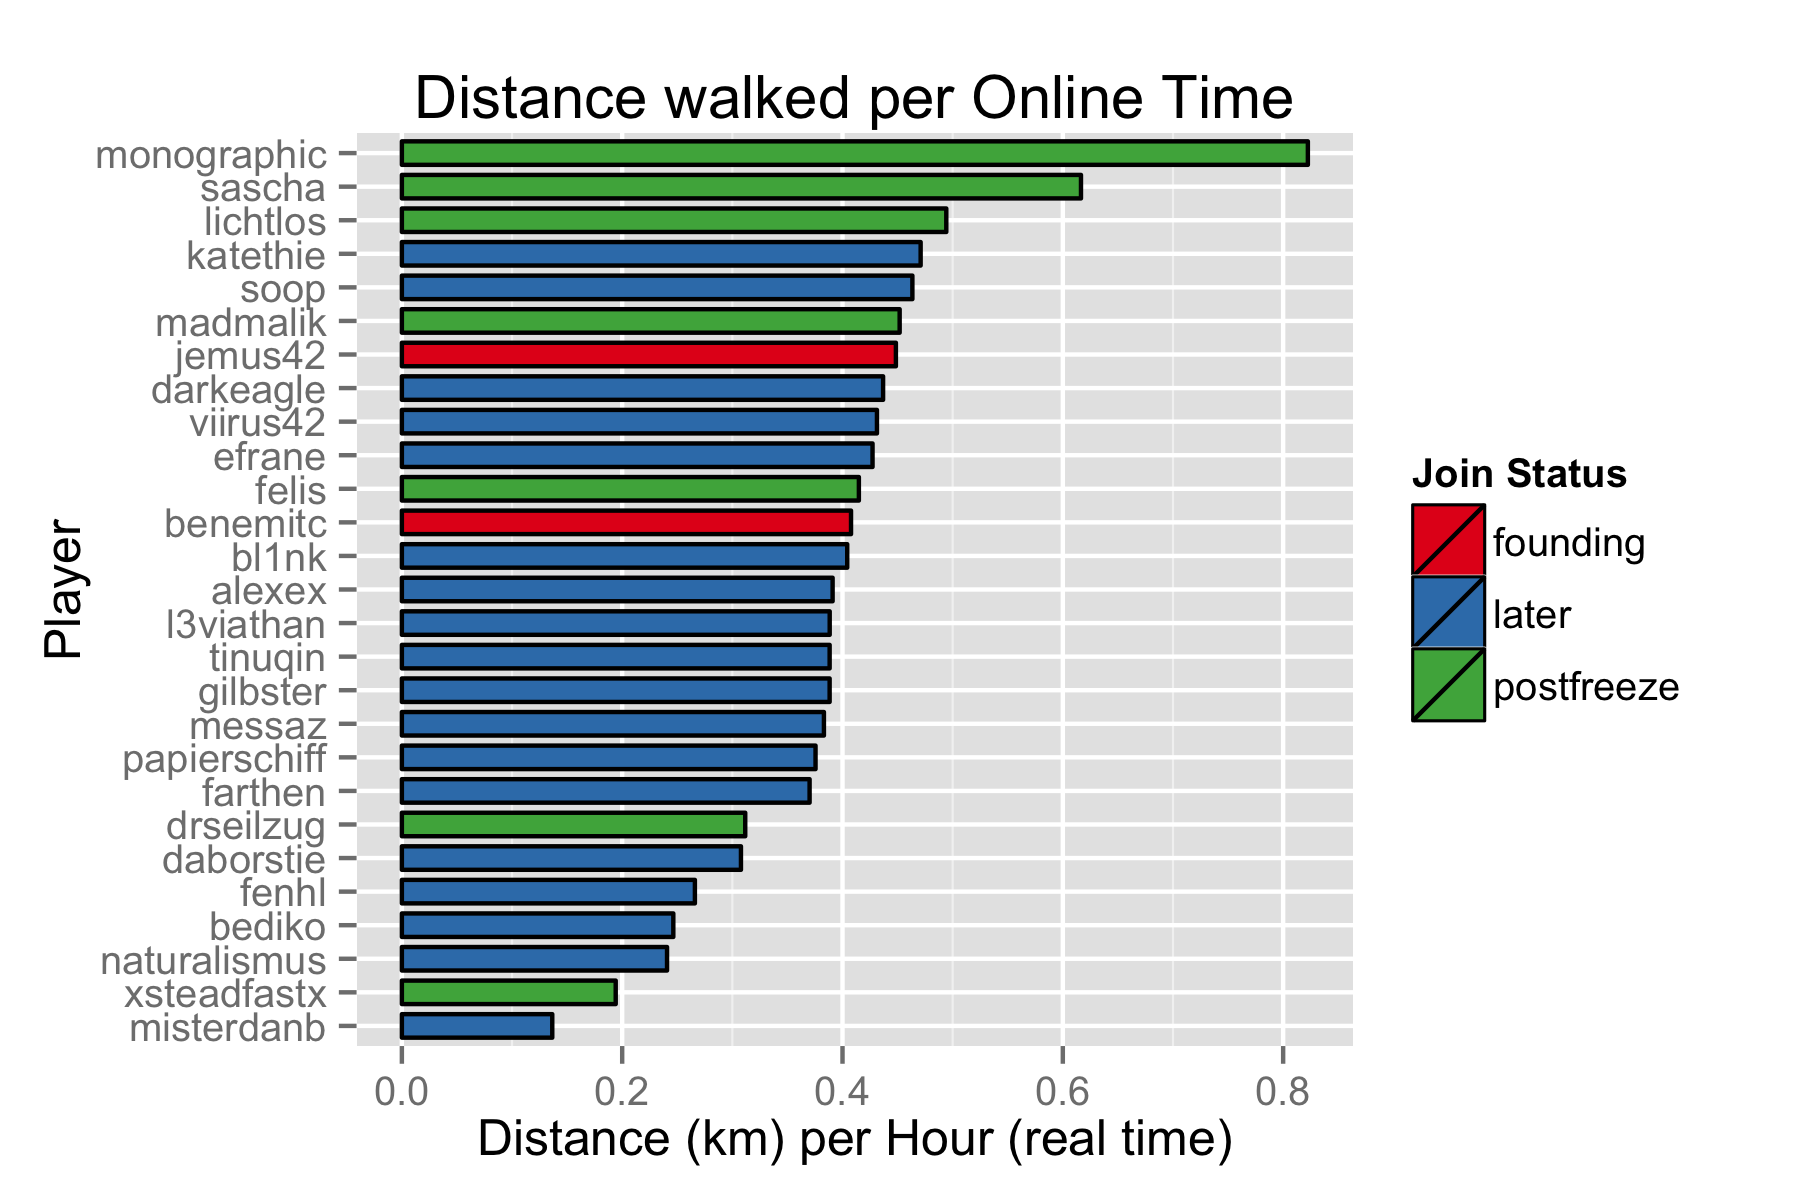 Distance walked per Online Time
monographic
sascha
lichtlos
katethie
soop
madmalik
jemus42
darkeagle
viirus42
efrane
felis
benemitc
bl1nk
alexex
l3viathan
tinuqin
gilbster
messaz
papierschiff
farthen
drseilzug
daborstie
fenhl
bediko
naturalismus
xsteadfastx
misterdanb
Player
0.0 0.2 0.4 0.6 0.8
Distance (km) per Hour (real time)
Join Status
founding
later
postfreeze